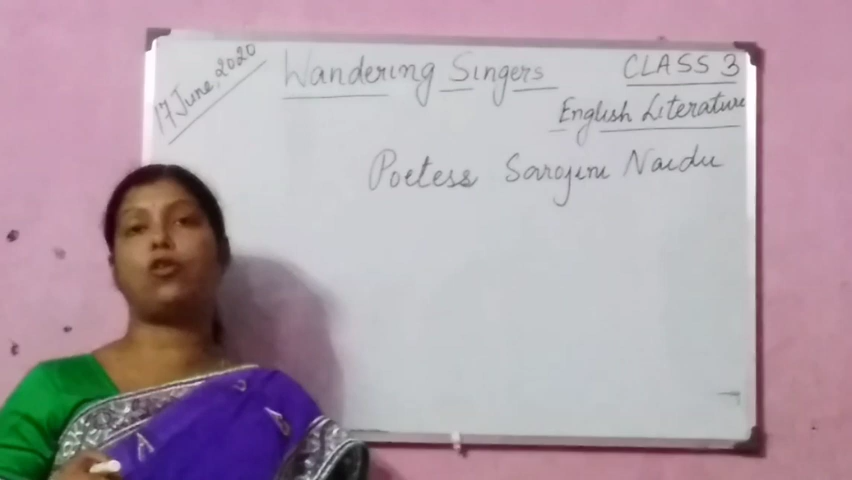 17 June, 2020
Wandering Singers
CLASS 3
English Literature
Poetess Sarojini Naidu